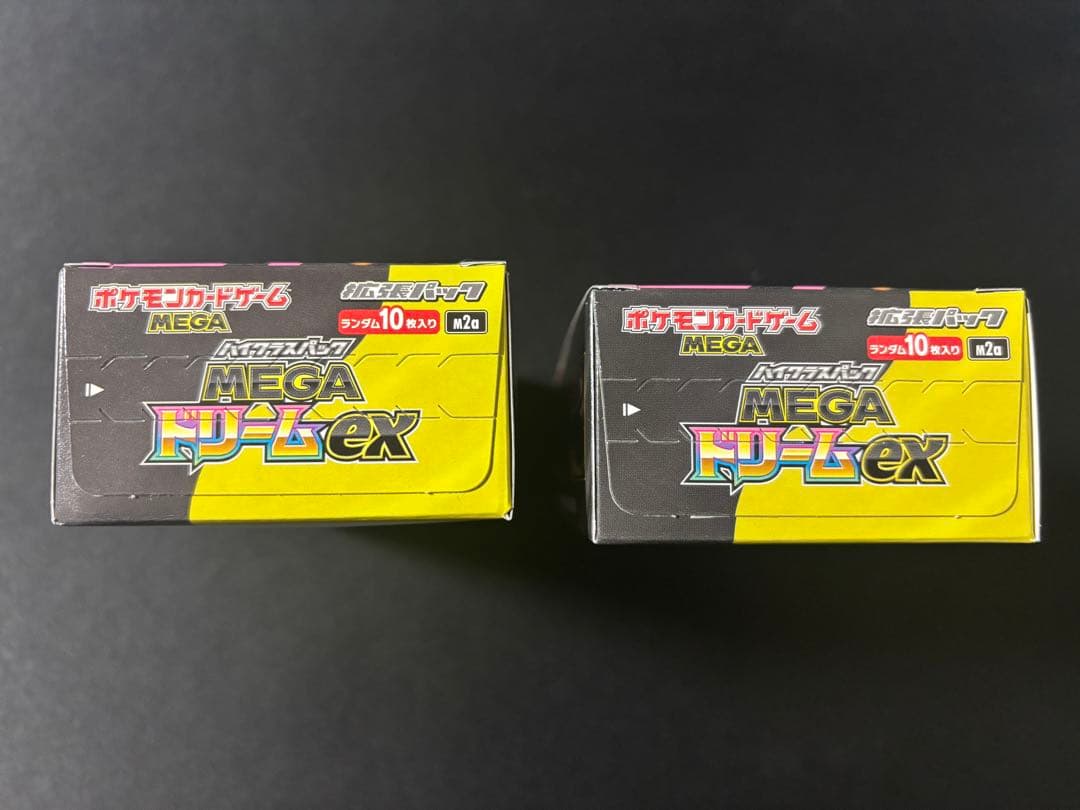 ポケモンカードゲーム
MEGA
拡張パック
ランダム10枚入り M2a
ハイクラスパック
MEGA
ドリームex
ポケモンカードゲーム
MEGA
拡張パック
ランダム10枚入り M2a
ハイクラスパック
MEGA
ドリームex